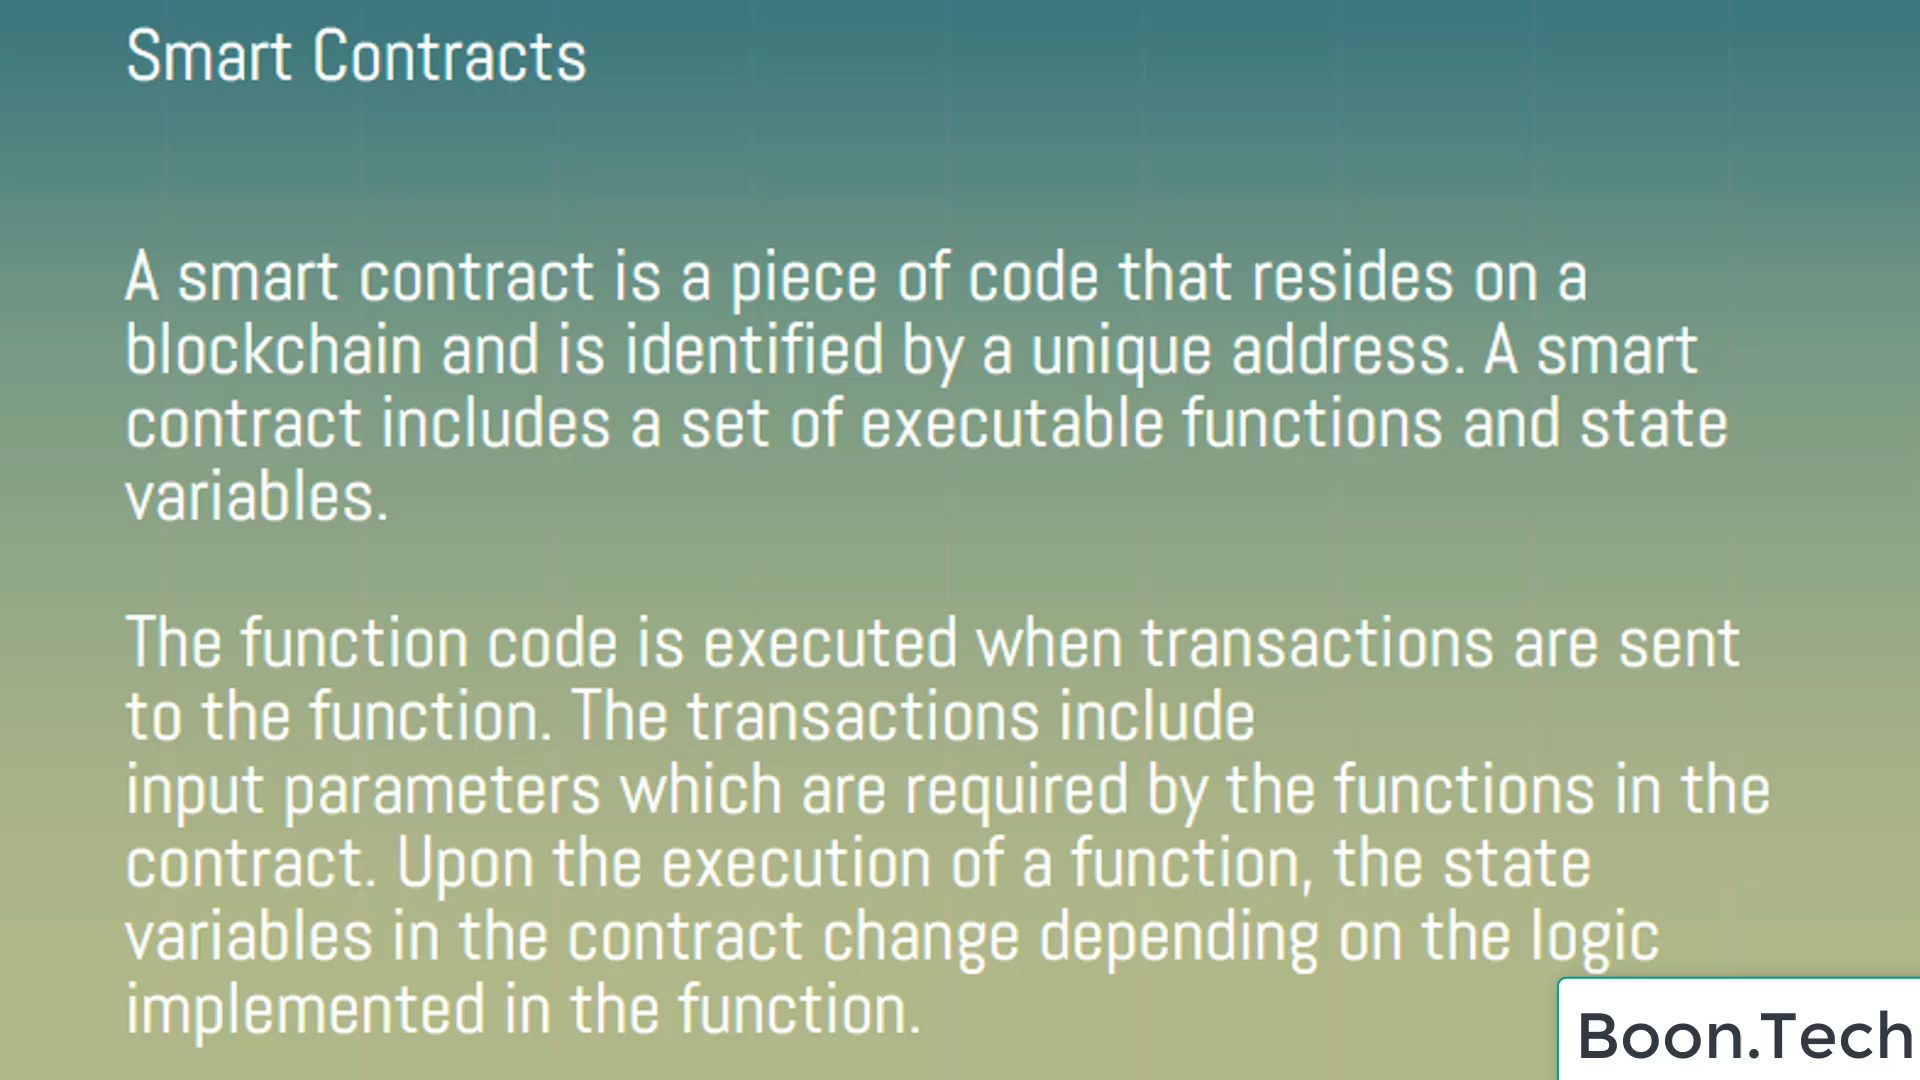 Smart Contracts
A smart contract is a piece of code that resides on a
blockchain and is identified by a unique address. A smart
contract includes a set of executable functions and state
variables.
The function code is executed when transactions are sent
to the function. The transactions include
input parameters which are required by the functions in the
contract. Upon the execution of a function, the state
variables in the contract change depending on the logic
implemented in the function.
Boon.Tech